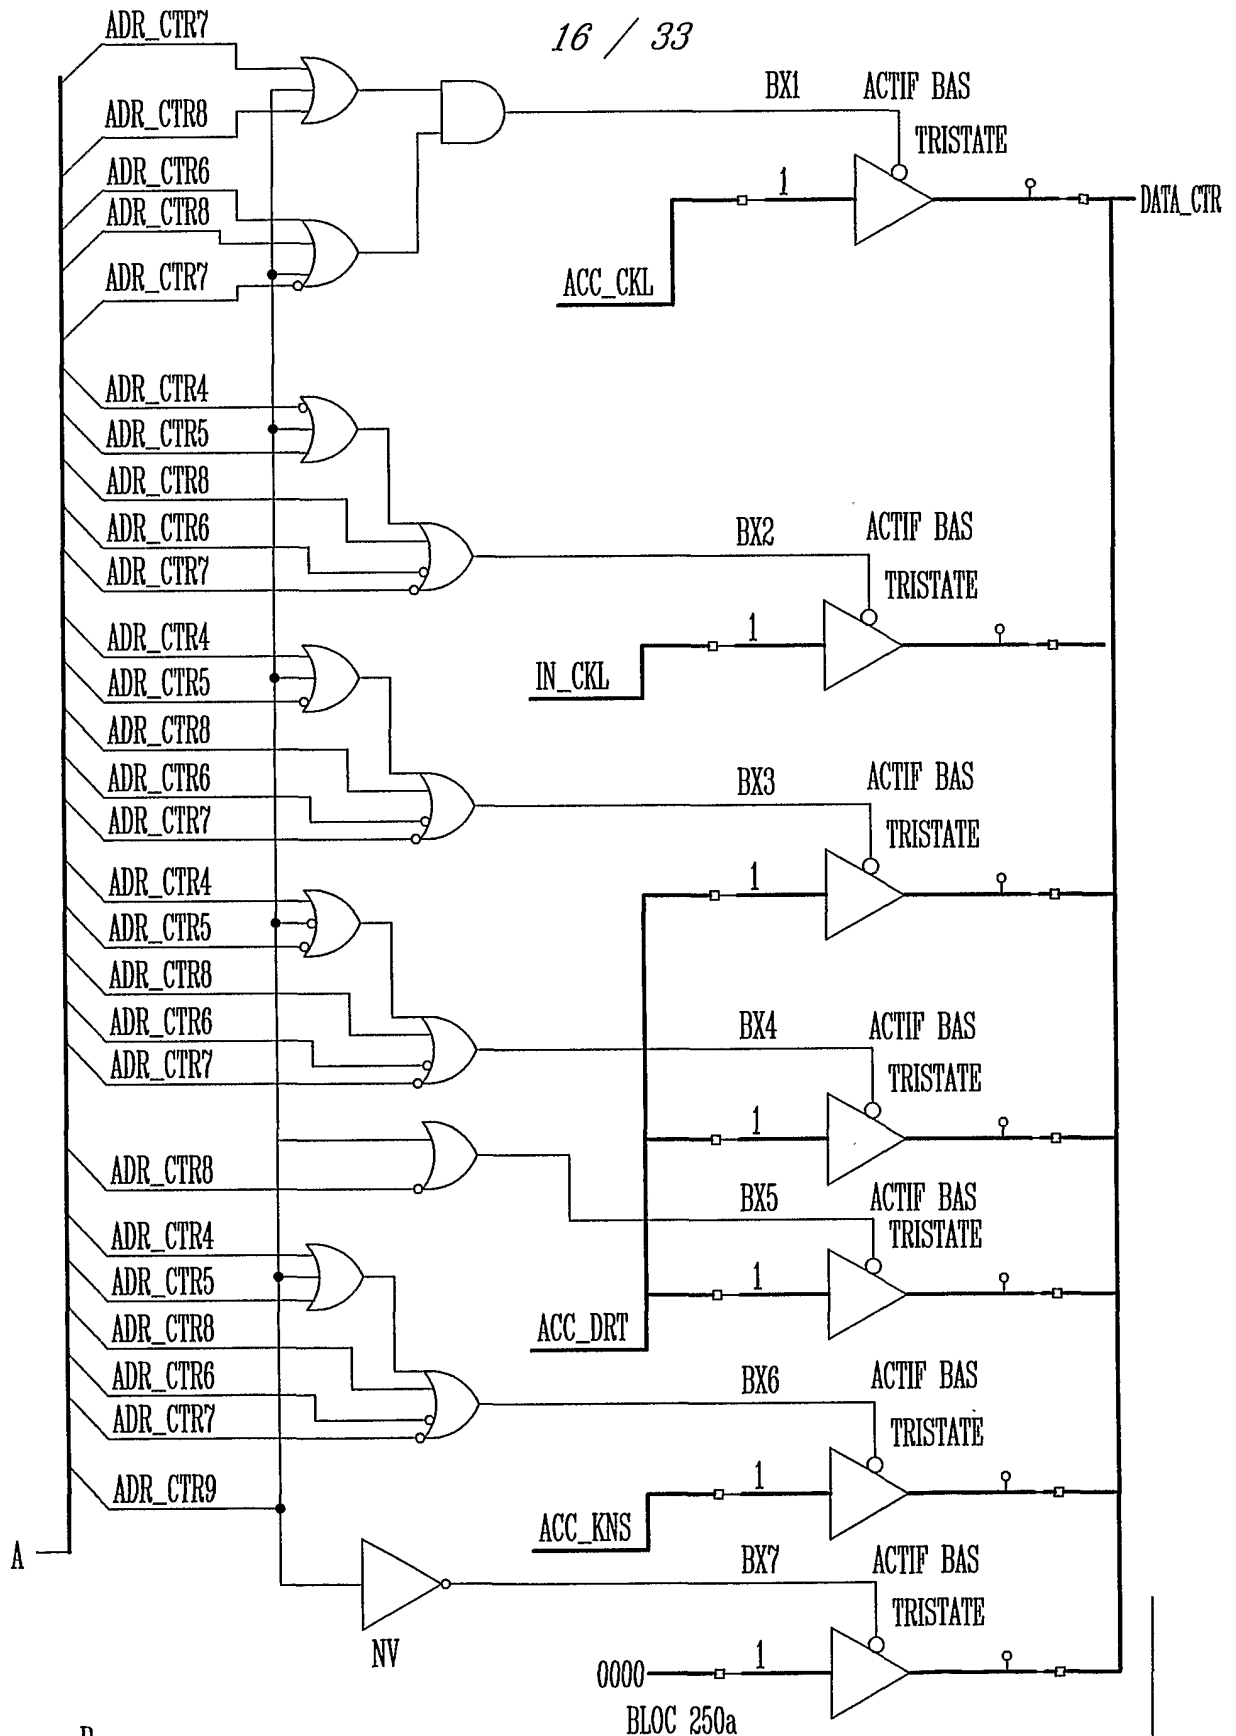 16 / 33
ADR_CTR7
BX1 ACTIF BAS
ADR_CTR8
TRISTATE
ADR_CTR6
1
ADR_CTR8
DATA_CTR
ADR_CTR7
ACC_CKL
ADR_CTR4
ADR_CTR5
ADR_CTR8
ADR_CTR6
BX2 ACTIF BAS
ADR_CTR7
TRISTATE
ADR_CTR4
1
ADR_CTR5
IN_CKL
ADR_CTR8
ADR_CTR6
BX3 ACTIF BAS
ADR_CTR7
TRISTATE
ADR_CTR4
1
ADR_CTR5
ADR_CTR8
ADR_CTR6
BX4 ACTIF BAS
ADR_CTR7
TRISTATE
1
ADR_CTR8
BX5 ACTIF BAS
TRISTATE
ADR_CTR4
ADR_CTR5
1
ADR_CTR8
ACC_DRT
ADR_CTR6
BX6 ACTIF BAS
ADR_CTR7
TRISTATE
ADR_CTR9
1
ACC_KNS
A
BX7 ACTIF BAS
TRISTATE
NV
0000
1
BLOC 250a